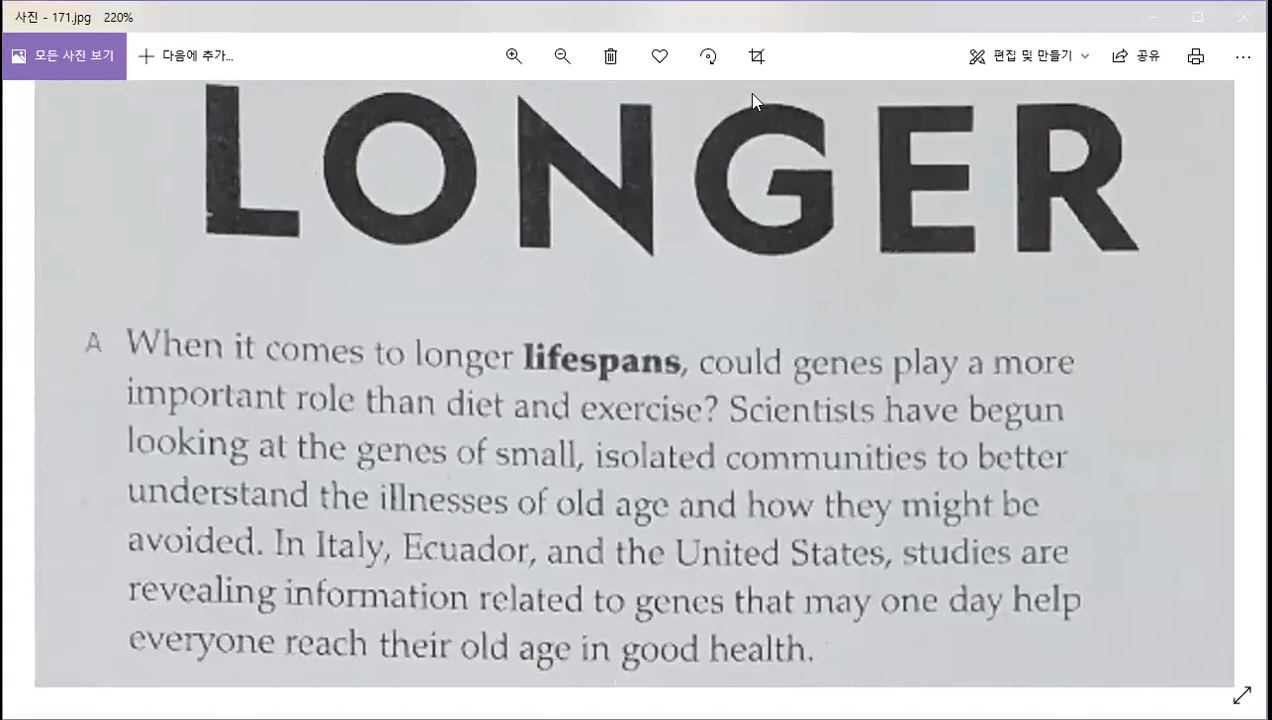 사진 - 171.jpg 220%
모든 사진 보기 다음에 추가... 편집 및 만들기 공유
LONGER
A When it comes to longer lifespans, could genes play a more
important role than diet and exercise? Scientists have begun
looking at the genes of small, isolated communities to better
understand the illnesses of old age and how they might be
avoided. In Italy, Ecuador, and the United States, studies are
revealing information related to genes that may one day help
everyone reach their old age in good health.